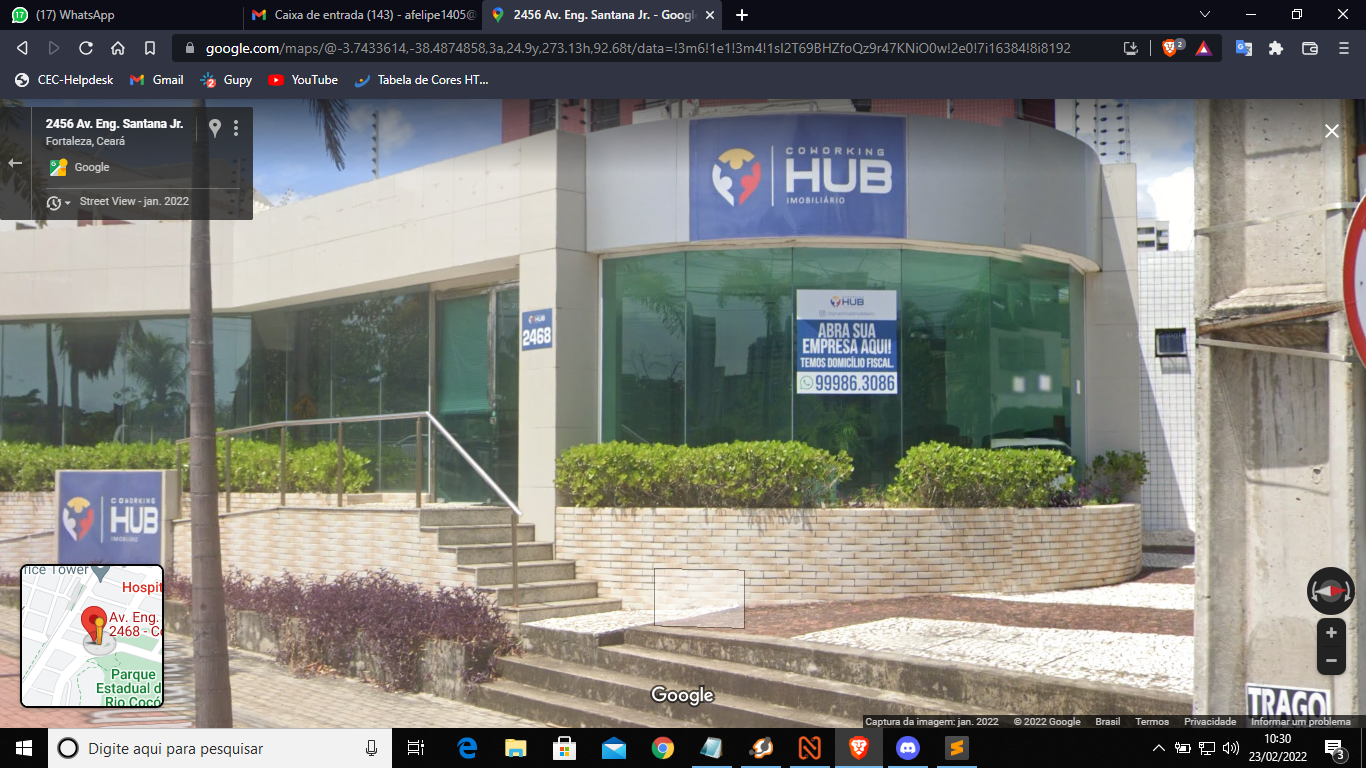 (17) WhatsApp
Caixa de entrada (143) - afelipe1405@
2456 Av. Eng. Santana Jr. - Googl
google.com/maps/@-3.7433614,-38.4874858,3a,24.9y,273.13h,92.68t/data=!3m6!1e1!3m4!1sI2T69BHZfoQz9r47KNiO0w!2e0!7i16384!8i8192
2
CEC-Helpdesk
Gmail
Gupy
YouTube
Tabela de Cores HT...
2456 Av. Eng. Santana Jr.
Fortaleza, Ceará
Google
Street View - jan. 2022
COWORKING
HUB
IMOBILIÁRIO
HUB
2468
HUB
ABRA SUA
EMPRESA AQUI!
TEMOS DOMICÍLIO FISCAL.
99986.3086
COWORKING
HUB
ice Tower
Hospit
Av. Eng.
2468 - Co
Parque
Estadual d
Rio Cocó
Google
TRAGO
Captura da imagem: jan. 2022
© 2022 Google
Brasil
Termos
Privacidade
Informar um problema
Digite aqui para pesquisar
10:30
23/02/2022
3